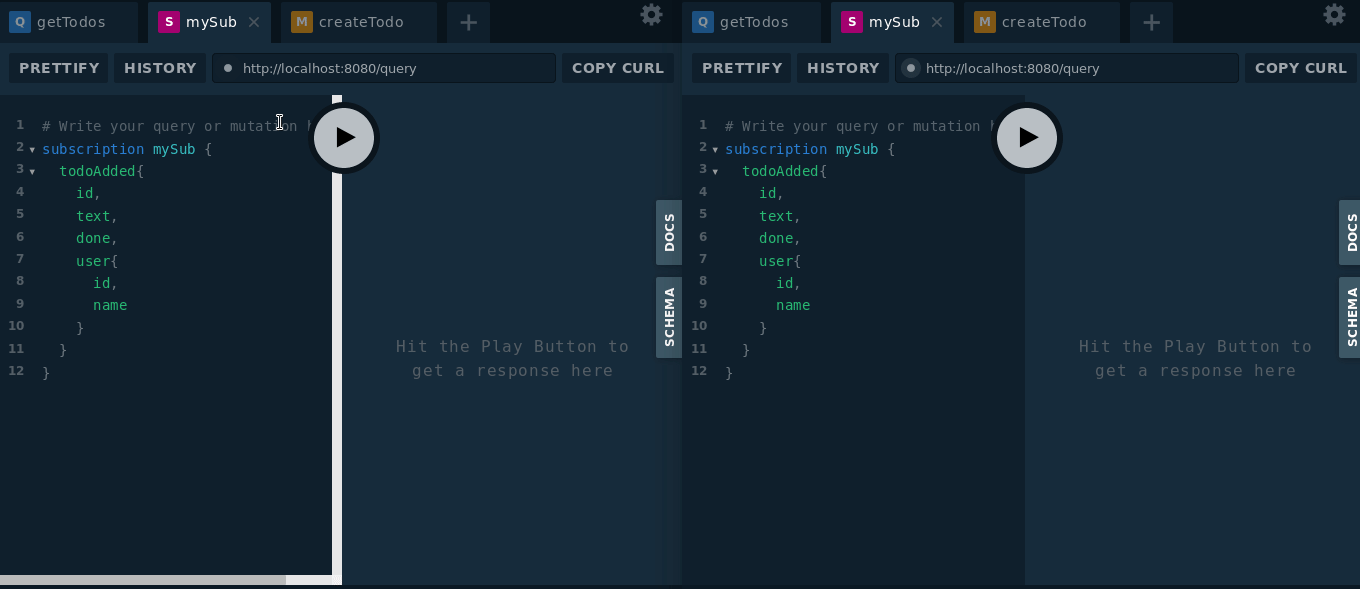 Q getTodos S mySub × M createTodo +
PRETTIFY HISTORY http://localhost:8080/query COPY CURL
1 # Write your query or mutation
2 subscription mySub {
3 todoAdded{
4 id,
5 text,
6 done,
7 user{
8 id,
9 name
10 }
11 }
12 }
Hit the Play Button to
get a response here
DOCS
SCHEMA
Q getTodos S mySub × M createTodo +
PRETTIFY HISTORY http://localhost:8080/query COPY CURL
1 # Write your query or mutation
2 subscription mySub {
3 todoAdded{
4 id,
5 text,
6 done,
7 user{
8 id,
9 name
10 }
11 }
12 }
Hit the Play Button to
get a response here
DOCS
SCHEMA